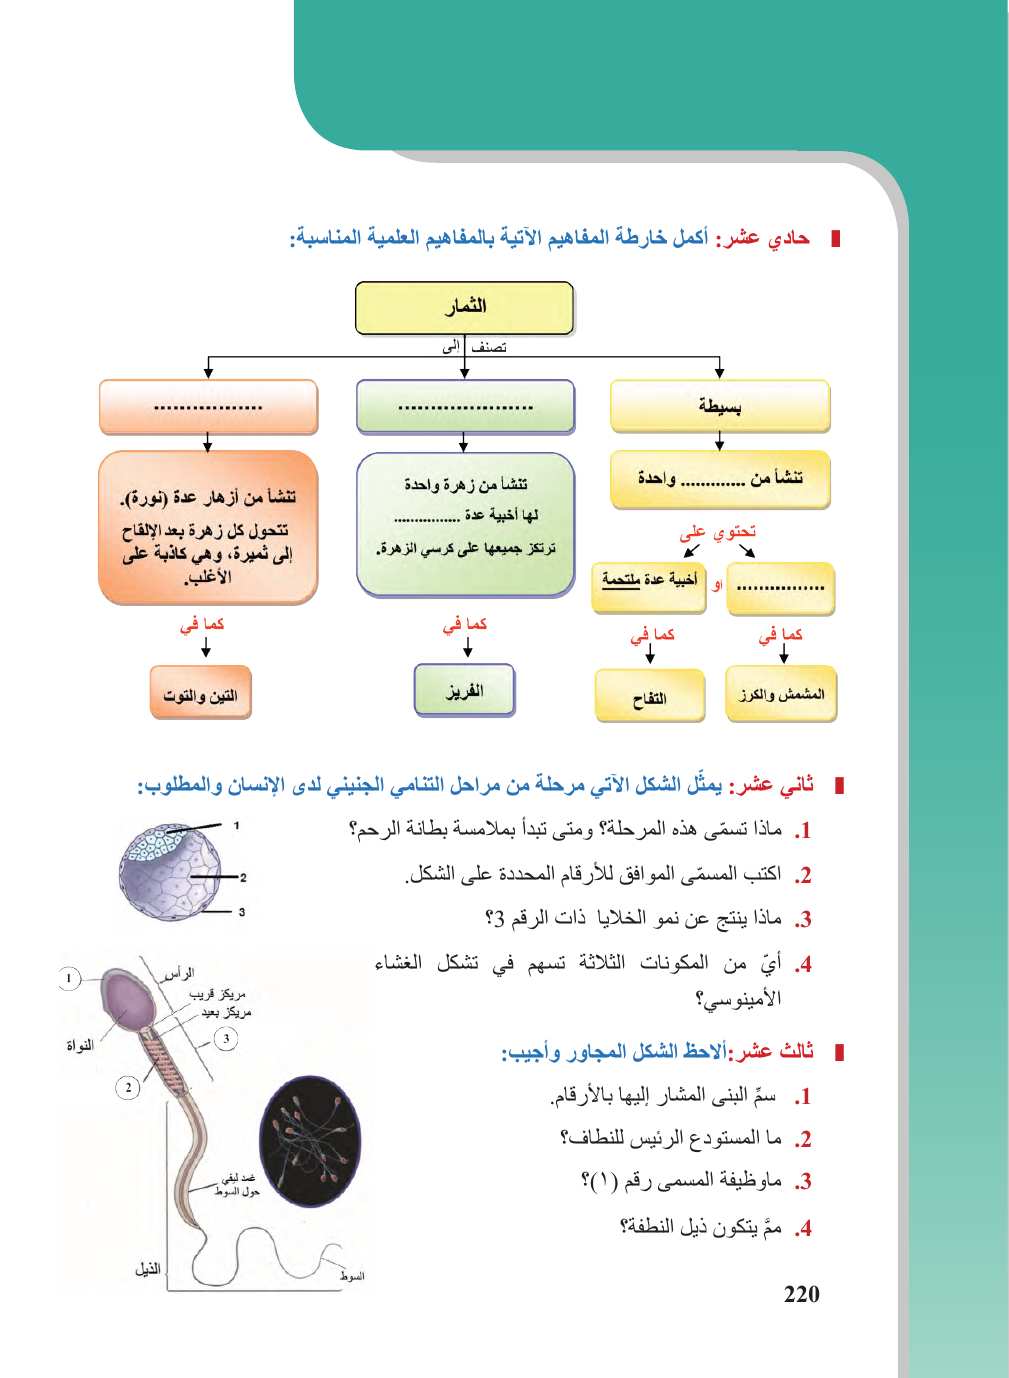 حادي عشر: أكمل خارطة المفاهيم الآتية بالمفاهيم العلمية المناسبة:
الثمار
تصنف إلى
بسيطة
.....................
.................
تنشأ من ............. واحدة
تنشأ من زهرة واحدة
لها أخبية عدة ................
ترتكز جميعها على كرسي الزهرة.
تنشأ من أزهار عدة (نورة).
تتحول كل زهرة بعد الإلقاح
إلى ثميرة، وهي كاذبة على
الأغلب.
تحتوي على
...............
او
أخبية عدة ملتحمة
كما في
كما في
كما في
كما في
المشمش والكرز
التفاح
الفريز
التين والتوت
ثاني عشر: يمثّل الشكل الآتي مرحلة من مراحل التنامي الجنيني لدى الإنسان والمطلوب:
1. ماذا تسمّى هذه المرحلة؟ ومتى تبدأ بملامسة بطانة الرحم؟
2. اكتب المسمّى الموافق للأرقام المحددة على الشكل.
3. ماذا ينتج عن نمو الخلايا ذات الرقم 3؟
4. أيّ من المكونات الثلاثة تسهم في تشكل الغشاء
الأمينوسي؟
1
2
3
ثالث عشر:ألاحظ الشكل المجاور وأجيب:
1. سمِّ البنى المشار إليها بالأرقام.
2. ما المستودع الرئيس للنطاف؟
3. ماوظيفة المسمى رقم (١)؟
4. ممَّ يتكون ذيل النطفة؟
1
الرأس
مريكز قريب
مريكز بعيد
3
النواة
2
غمد ليفي
حول السوط
الذيل
السوط
220